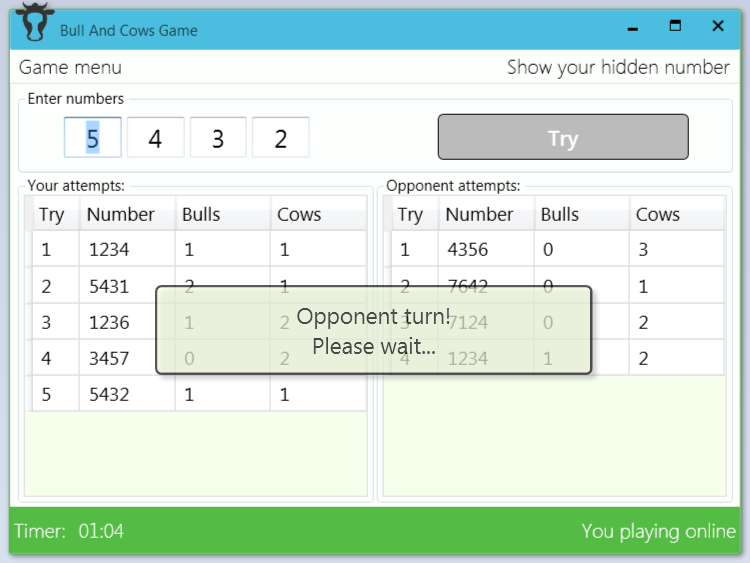 Bull And Cows Game
Game menu Show your hidden number
Enter numbers
5 4 3 2 Try
Your attempts:
Try Number Bulls Cows
1 1234 1 1
2 5431 2 1
3 1236 1 2
4 3457 0 2
5 5432 1 1
Opponent attempts:
Try Number Bulls Cows
1 4356 0 3
2 7642 0 1
3 7124 0 2
4 1234 1 2
Opponent turn!
Please wait...
Timer: 01:04 You playing online